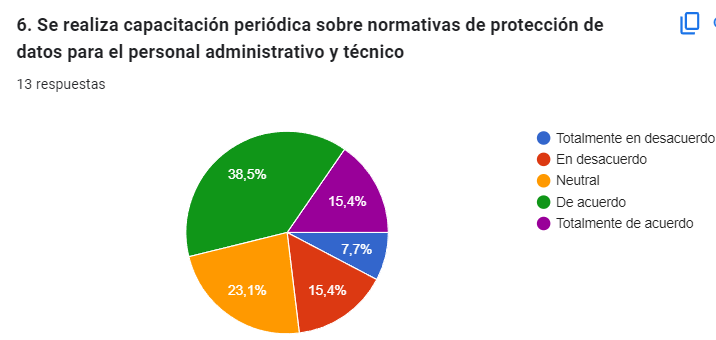 6. Se realiza capacitación periódica sobre normativas de protección de
datos para el personal administrativo y técnico
13 respuestas
Totalmente en desacuerdo
En desacuerdo
Neutral
De acuerdo
Totalmente de acuerdo
38,5%
15,4%
7,7%
23,1%
15,4%